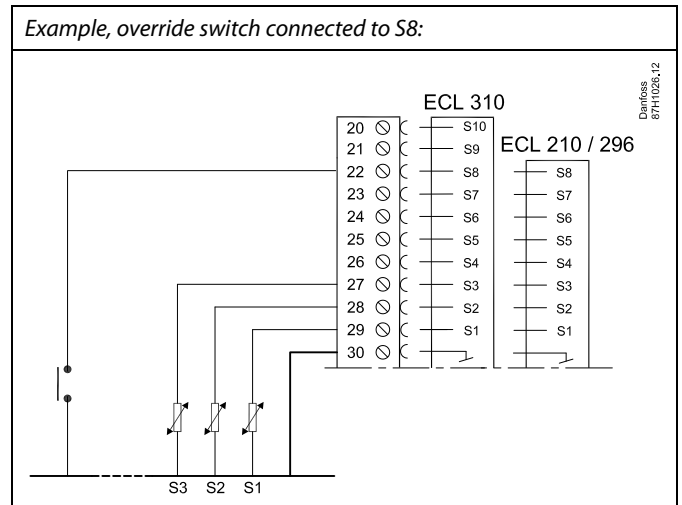 Example, override switch connected to S8:
Danfoss
87H1026.12
ECL 310
ECL 210 / 296
20 S10
21 S9
22 S8 S8
23 S7 S7
24 S6 S6
25 S5 S5
26 S4 S4
27 S3 S3
28 S2 S2
29 S1 S1
30
S3 S2 S1